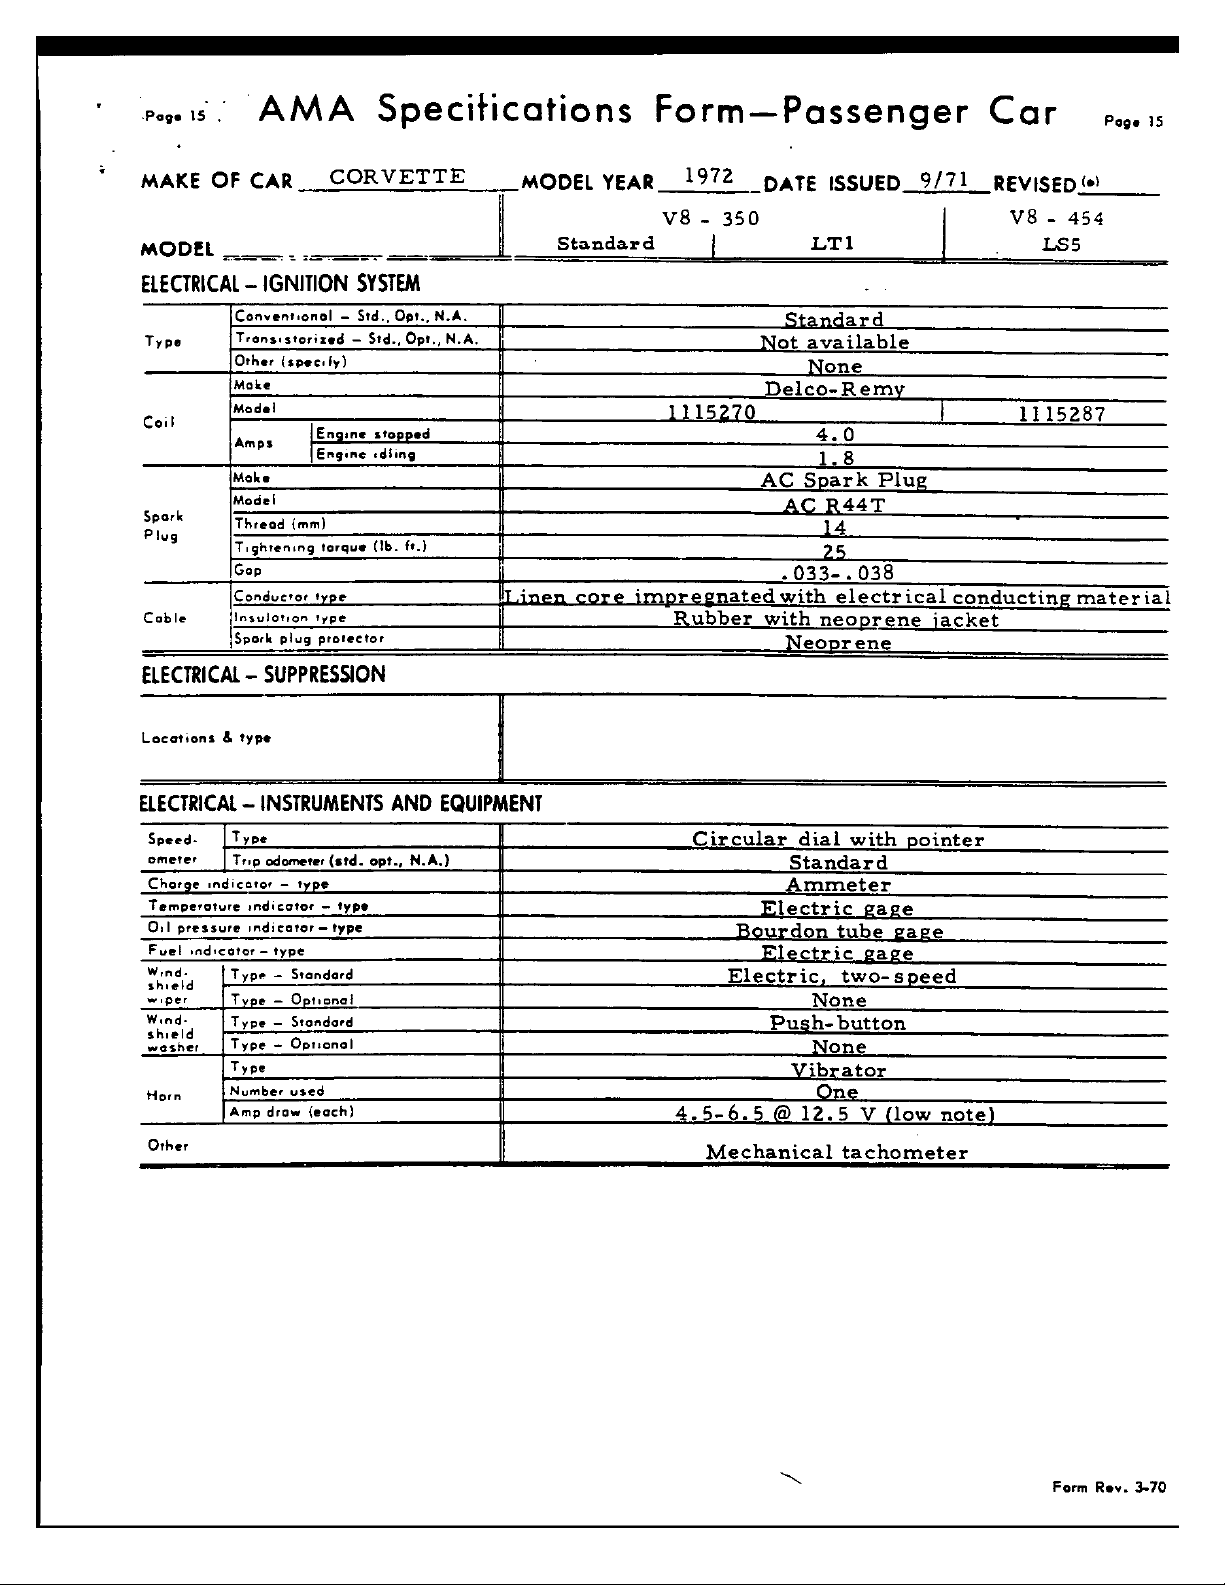 Page 15 AMA Specifications Form—Passenger Car Page 15
MAKE OF CAR CORVETTE MODEL YEAR 1972 DATE ISSUED 9/71 REVISED (•)
V8 - 350 V8 - 454
MODEL Standard LT1 LS5
ELECTRICAL – IGNITION SYSTEM
Type
Conventional – Std., Opt., N.A. Standard
Transistorized – Std., Opt., N.A. Not available
Other (specify) None
Coil
Make Delco-Remy
Model 1115270 1115287
Amps
Engine stopped 4.0
Engine idling 1.8
Spark Plug
Make AC Spark Plug
Model AC R44T
Thread (mm) 14
Tightening torque (lb. ft.) 25
Gap .033-.038
Cable
Conductor type Linen core impregnated with electrical conducting material
Insulation type Rubber with neoprene jacket
Spark plug protector Neoprene
ELECTRICAL – SUPPRESSION
Locations & type
ELECTRICAL – INSTRUMENTS AND EQUIPMENT
Speed-
ometer
Type Circular dial with pointer
Trip odometer (std. opt., N.A.) Standard
Charge indicator – type Ammeter
Temperature indicator – type Electric gage
Oil pressure indicator – type Bourdon tube gage
Fuel indicator – type Electric gage
Wind-
shield
wiper
Type – Standard Electric, two-speed
Type – Optional None
Wind-
shield
washer
Type – Standard Push-button
Type – Optional None
Horn
Type Vibrator
Number used One
Amp draw (each) 4.5-6.5 @ 12.5 V (low note)
Other Mechanical tachometer
Form Rev. 3-70